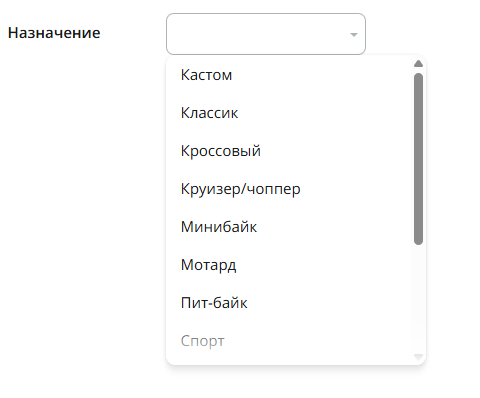 Назначение
Кастом
Классик
Кроссовый
Круизер/чоппер
Минибайк
Мотард
Пит-байк
Спорт